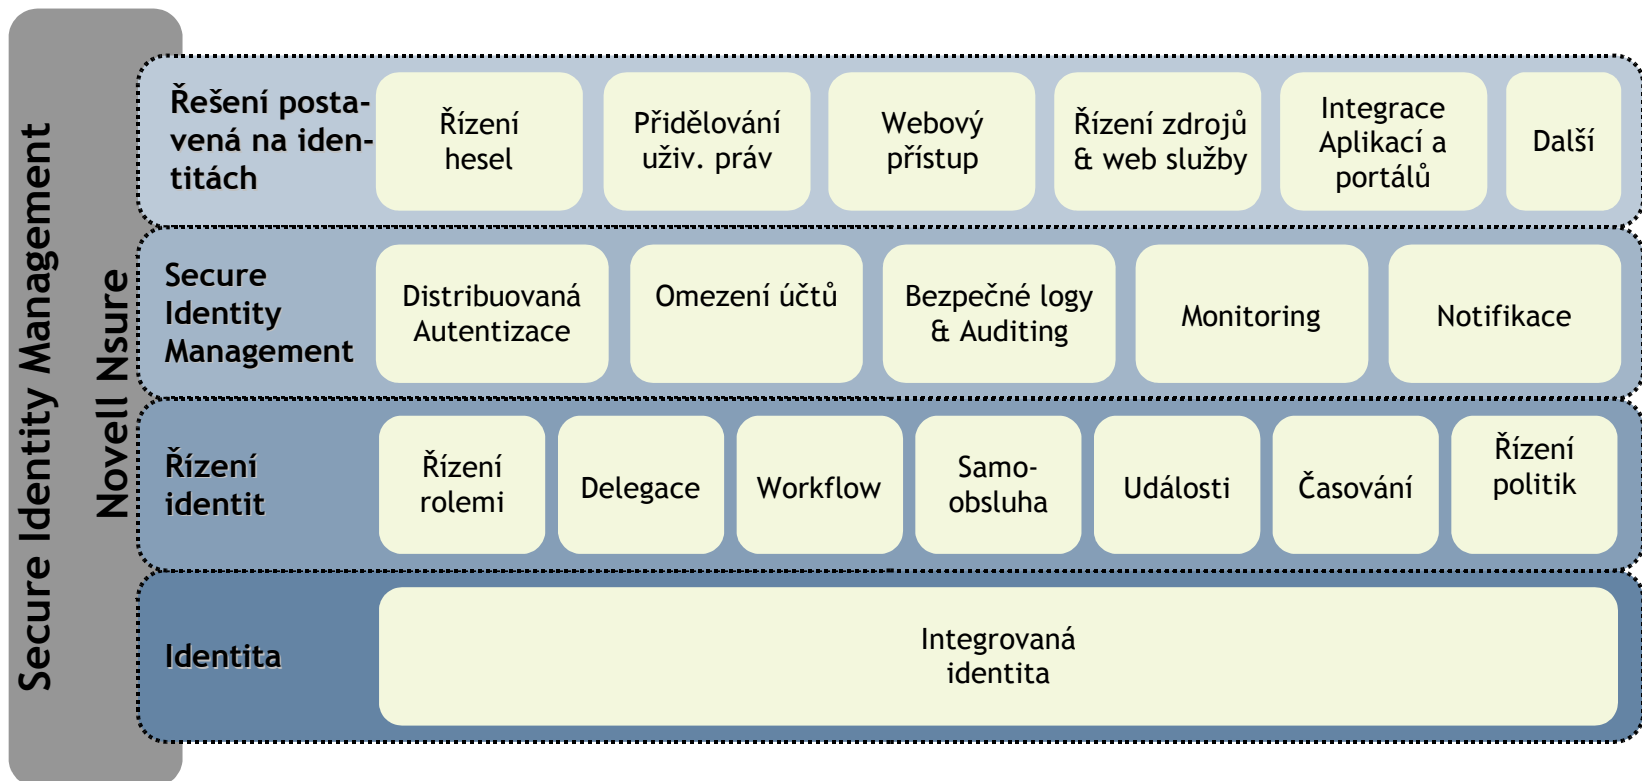 Secure Identity Management
Novell Nsure
Řešení posta-
vená na iden-
titách
Řízení
hesel
Přidělování
uživ. práv
Webový
přístup
Řízení zdrojů
& web služby
Integrace
Aplikací a
portálů
Další
Secure
Identity
Management
Distribuovaná
Autentizace
Omezení účtů
Bezpečné logy
& Auditing
Monitoring
Notifikace
Řízení
identit
Řízení
rolemi
Delegace
Workflow
Samo-
obsluha
Události
Časování
Řízení
politik
Identita
Integrovaná
identita